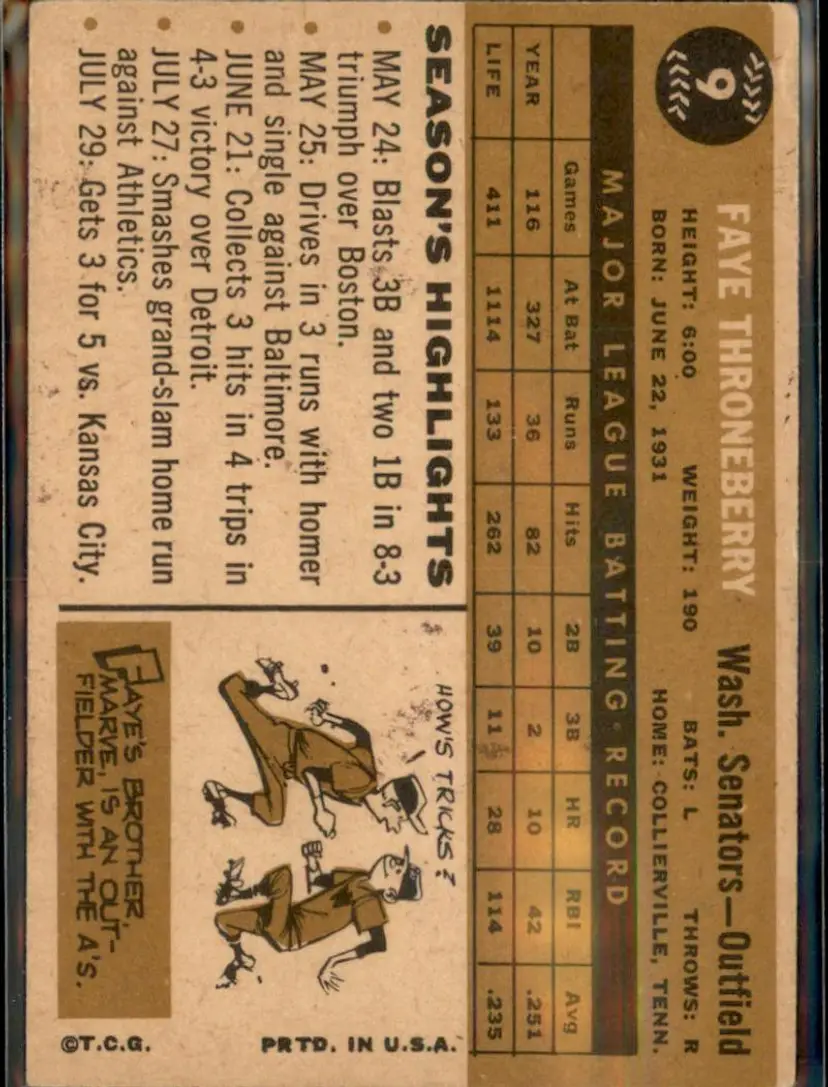 9
FAYE THRONEBERRY Wash. Senators—Outfield
HEIGHT: 6:00 WEIGHT: 190 BATS: L THROWS: R
BORN: JUNE 22, 1931 HOME: COLLIERVILLE, TENN.
MAJOR LEAGUE BATTING RECORD
Games At Bat Runs Hits 2B 3B HR RBI Avg
YEAR 116 327 36 82 10 2 10 42 .251
LIFE 411 1114 133 262 39 11 28 114 .235
SEASON'S HIGHLIGHTS
• MAY 24: Blasts 3B and two 1B in 8-3
triumph over Boston.
• MAY 25: Drives in 3 runs with homer
and single against Baltimore.
• JUNE 21: Collects 3 hits in 4 trips in
4-3 victory over Detroit.
• JULY 27: Smashes grand-slam home run
against Athletics.
• JULY 29: Gets 3 for 5 vs. Kansas City.
HOW'S TRICKS?
FAYE'S BROTHER,
MARVE, IS AN OUT-
FIELDER WITH THE A'S.
©T.C.G. PRTD. IN U.S.A.